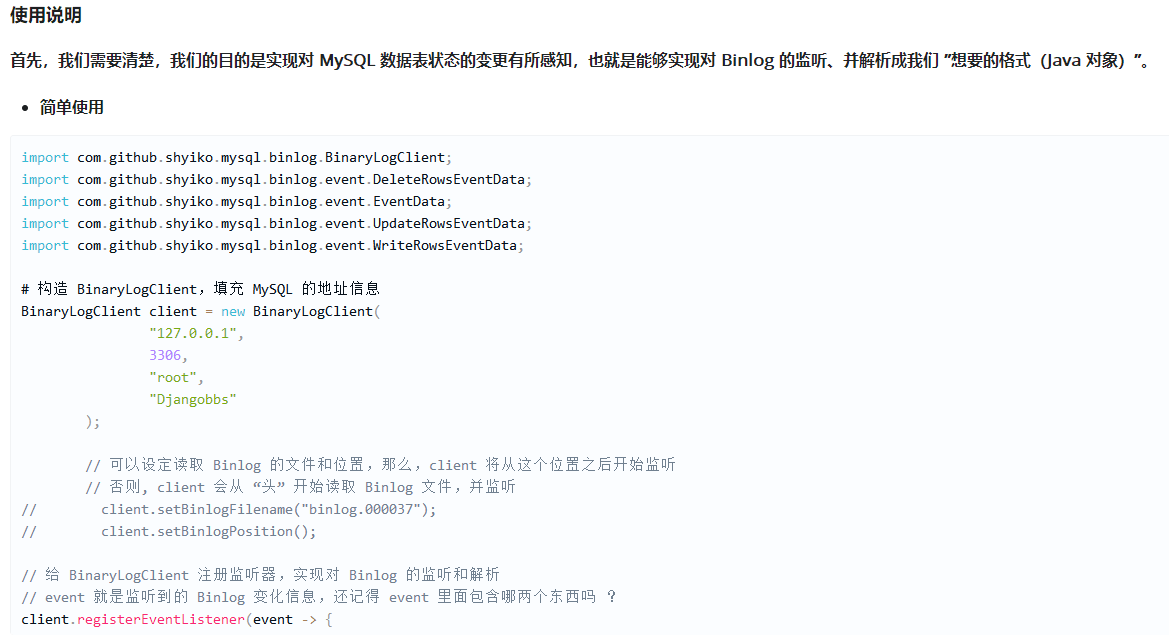 使用说明
首先，我们需要清楚，我们的目的是实现对 MySQL 数据表状态的变更有所感知，也就是能够实现对 Binlog 的监听、并解析成我们 ”想要的格式（Java 对象）”。
• 简单使用
import com.github.shyiko.mysql.binlog.BinaryLogClient;
import com.github.shyiko.mysql.binlog.event.DeleteRowsEventData;
import com.github.shyiko.mysql.binlog.event.EventData;
import com.github.shyiko.mysql.binlog.event.UpdateRowsEventData;
import com.github.shyiko.mysql.binlog.event.WriteRowsEventData;
# 构造 BinaryLogClient，填充 MySQL 的地址信息
BinaryLogClient client = new BinaryLogClient(
"127.0.0.1",
3306,
"root",
"Djangobbs"
);
// 可以设定读取 Binlog 的文件和位置，那么，client 将从这个位置之后开始监听
// 否则, client 会从 “头” 开始读取 Binlog 文件，并监听
// client.setBinlogFilename("binlog.000037");
// client.setBinlogPosition();
// 给 BinaryLogClient 注册监听器，实现对 Binlog 的监听和解析
// event 就是监听到的 Binlog 变化信息，还记得 event 里面包含哪两个东西吗 ？
client.registerEventListener(event -> {